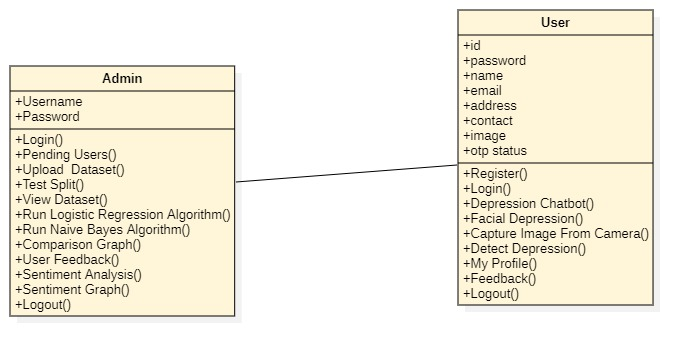 Admin
+Username
+Password
+Login()
+Pending Users()
+Upload  Dataset()
+Test Split()
+View Dataset()
+Run Logistic Regression Algorithm()
+Run Naive Bayes Algorithm()
+Comparison Graph()
+User Feedback()
+Sentiment Analysis()
+Sentiment Graph()
+Logout()
User
+id
+password
+name
+email
+address
+contact
+image
+otp status
+Register()
+Login()
+Depression Chatbot()
+Facial Depression()
+Capture Image From Camera()
+Detect Depression()
+My Profile()
+Feedback()
+Logout()